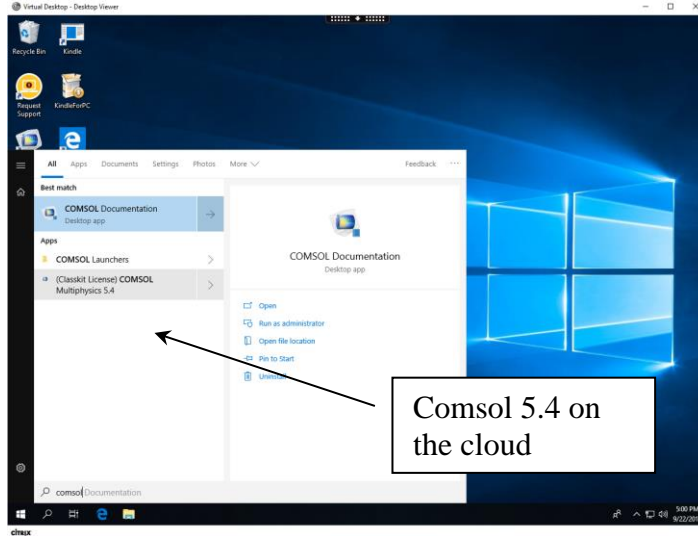 Virtual Desktop - Desktop Viewer
Recycle Bin
Kindle
Request
Support
KindleForPC
All Apps Documents Settings Photos More Feedback ...
Best match
COMSOL Documentation
Desktop app
Apps
COMSOL Launchers
(Classkit License) COMSOL
Multiphysics 5.4
COMSOL Documentation
Desktop app
Open
Run as administrator
Open file location
Pin to Start
Uninstall
Comsol 5.4 on
the cloud
comsol Documentation
5:00 PM
citrix